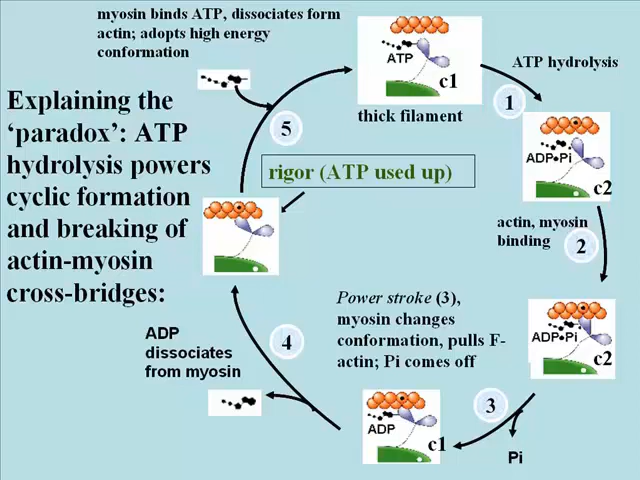 myosin binds ATP, dissociates form
actin; adopts high energy
conformation
Explaining the
‘paradox’: ATP
hydrolysis powers
cyclic formation
and breaking of
actin-myosin
cross-bridges:
ATP
c1
thick filament
ATP hydrolysis
1
ADP•Pi
c2
actin, myosin
binding
2
ADP•Pi
c2
Power stroke (3),
myosin changes
conformation, pulls F-
actin; Pi comes off
3
Pi
ADP
c1
4
ADP
dissociates
from myosin
rigor (ATP used up)
5